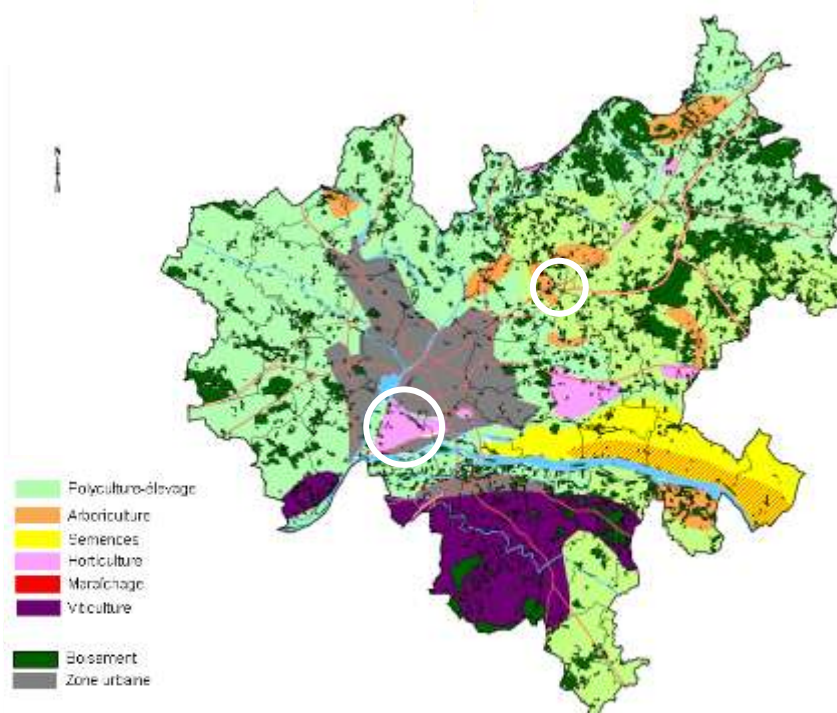 N
Polyculture-élevage
Arboriculture
Semences
Horticulture
Maraîchage
Viticulture
Boisement
Zone urbaine